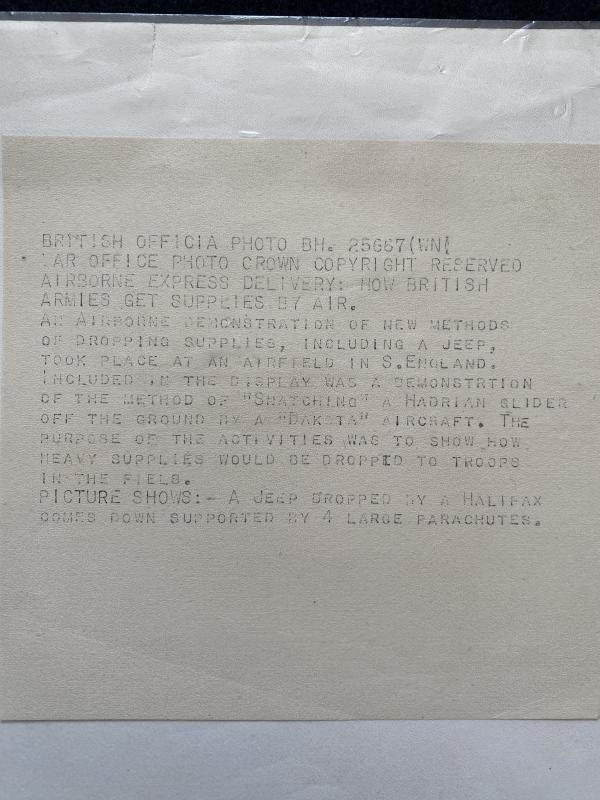 BRITISH OFFICIA PHOTO BH. 25667(WN(
AR OFFICE PHOTO CROWN COPYRIGHT RESERVED
AIRBORNE EXPRESS DELIVERY: HOW BRITISH
ARMIES GET SUPPLIES BY AIR.
AN AIRBORNE DEMONSTRATION OF NEW METHODS
OF DROPPING SUPPLIES, INCLUDING A JEEP,
TOOK PLACE AT AN AIRFIELD IN S.ENGLAND.
INCLUDED IN THE DISPLAY WAS A DEMONSTRTION
OF THE METHOD OF "SNATCHING" A HADRIAN GLIDER
OFF THE GROUND BY A "DAKOTA" AIRCRAFT. THE
PURPOSE OF THE ACTIVITIES WAS TO SHOW HOW
HEAVY SUPPLIES WOULD BE DROPPED TO TROOPS
IN THE FIELS.
PICTURE SHOWS:- A JEEP DROPPED BY A HALIFAX
COMES DOWN SUPPORTED BY 4 LARGE PARACHUTES.